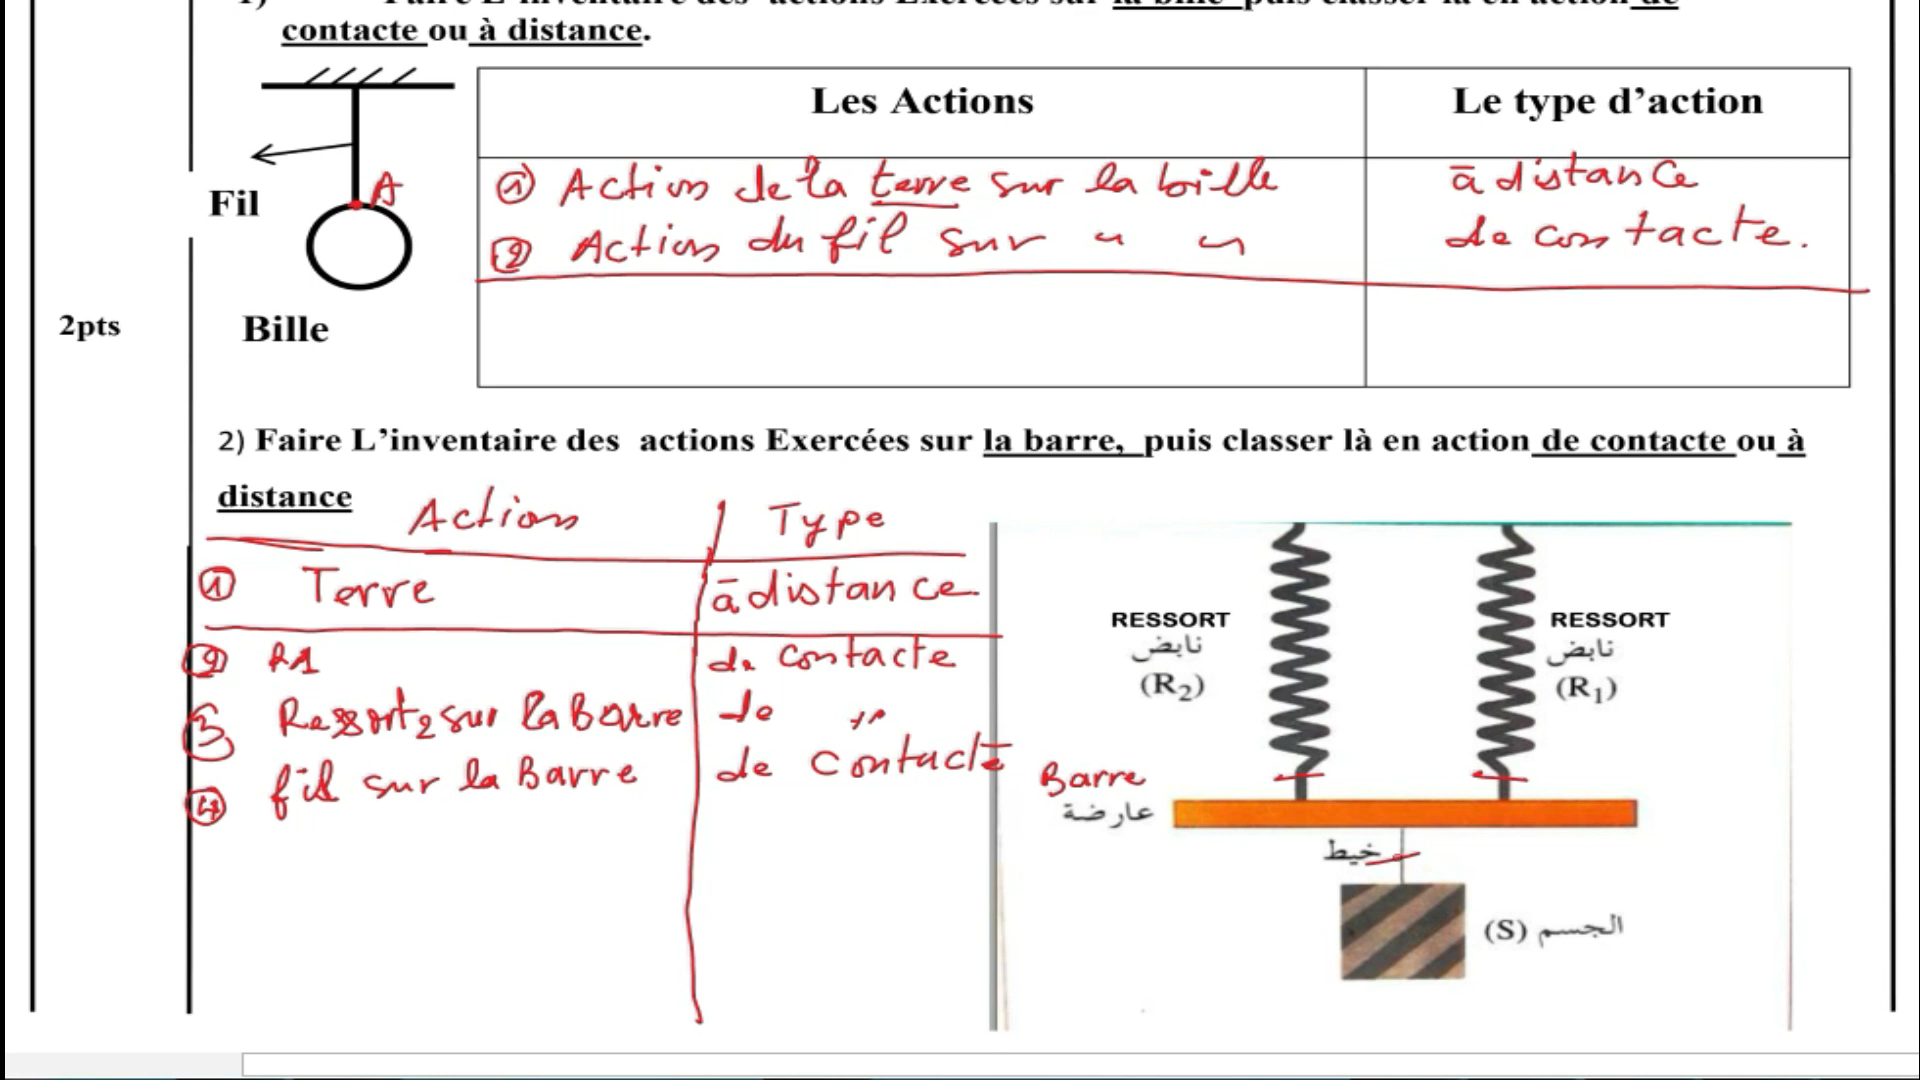 contacte ou à distance.
Les Actions Le type d’action
① Action de la terre sur la bille à distance
② Action du fil sur " " de contacte.
A
Fil
Bille
2pts
2) Faire L’inventaire des actions Exercées sur la barre, puis classer là en action de contacte ou à
distance
Actions Type
① Terre à distance.
② R1 de contacte
③ Ressort2 sur la Barre de "
④ fil sur la Barre de contacte
RESSORT
نابض
(R2)
RESSORT
نابض
(R1)
Barre
عارضة
خيط
الجسم (S)